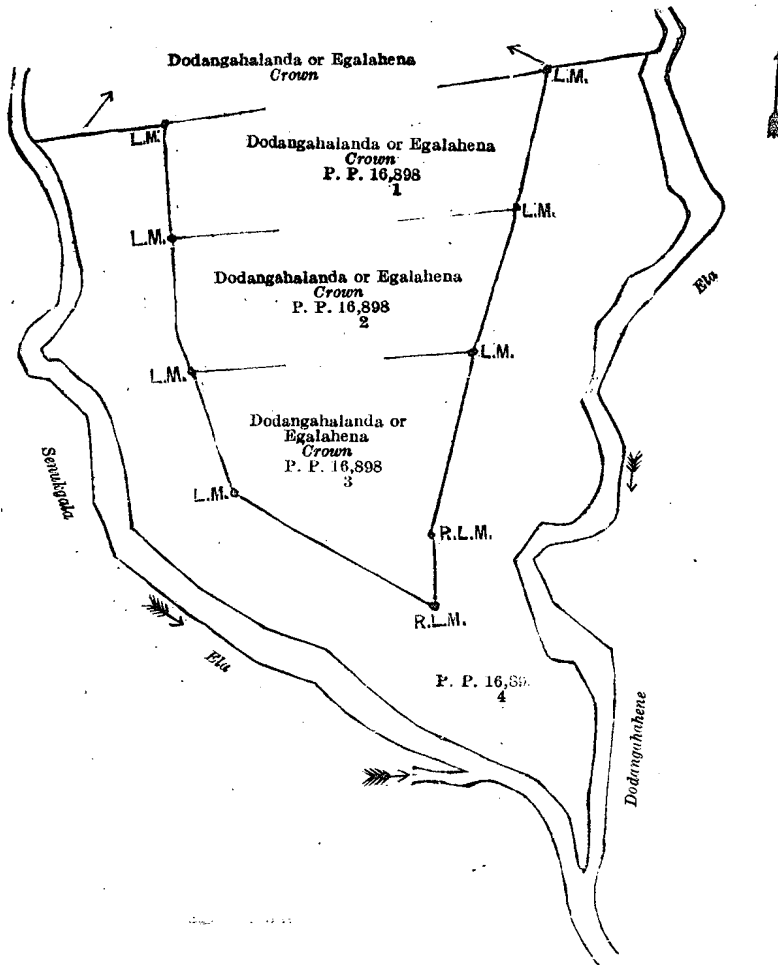 Dodangahalanda or Egalahena
Crown
L.M.
L.M.
Dodangahalanda or Egalahena
Crown
P. P. 16,898
1
L.M.
L.M.
Dodangahalanda or Egalahena
Crown
P. P. 16,898
2
Ela
L.M.
L.M.
Dodangahalanda or
Egalahena
Crown
P. P. 16,898
3
Senukgala
L.M.
R.L.M.
R.L.M.
Ela
P. P.
4
Dodangahahene